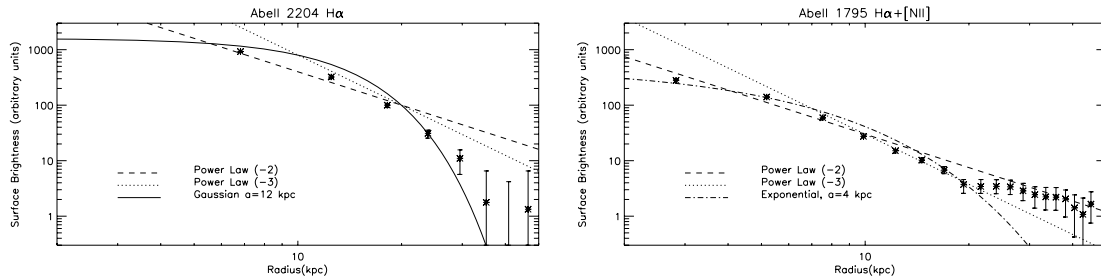 Abell 2204 Hα
Surface Brightness (arbitrary units)
1000
100
10
1
Power Law (−2)
Power Law (−3)
Gaussian a=12 kpc
10
Radius(kpc)
Abell 1795 Hα+[NII]
Surface Brightness (arbitrary units)
1000
100
10
1
Power Law (−2)
Power Law (−3)
Exponential, a=4 kpc
10
Radius(kpc)